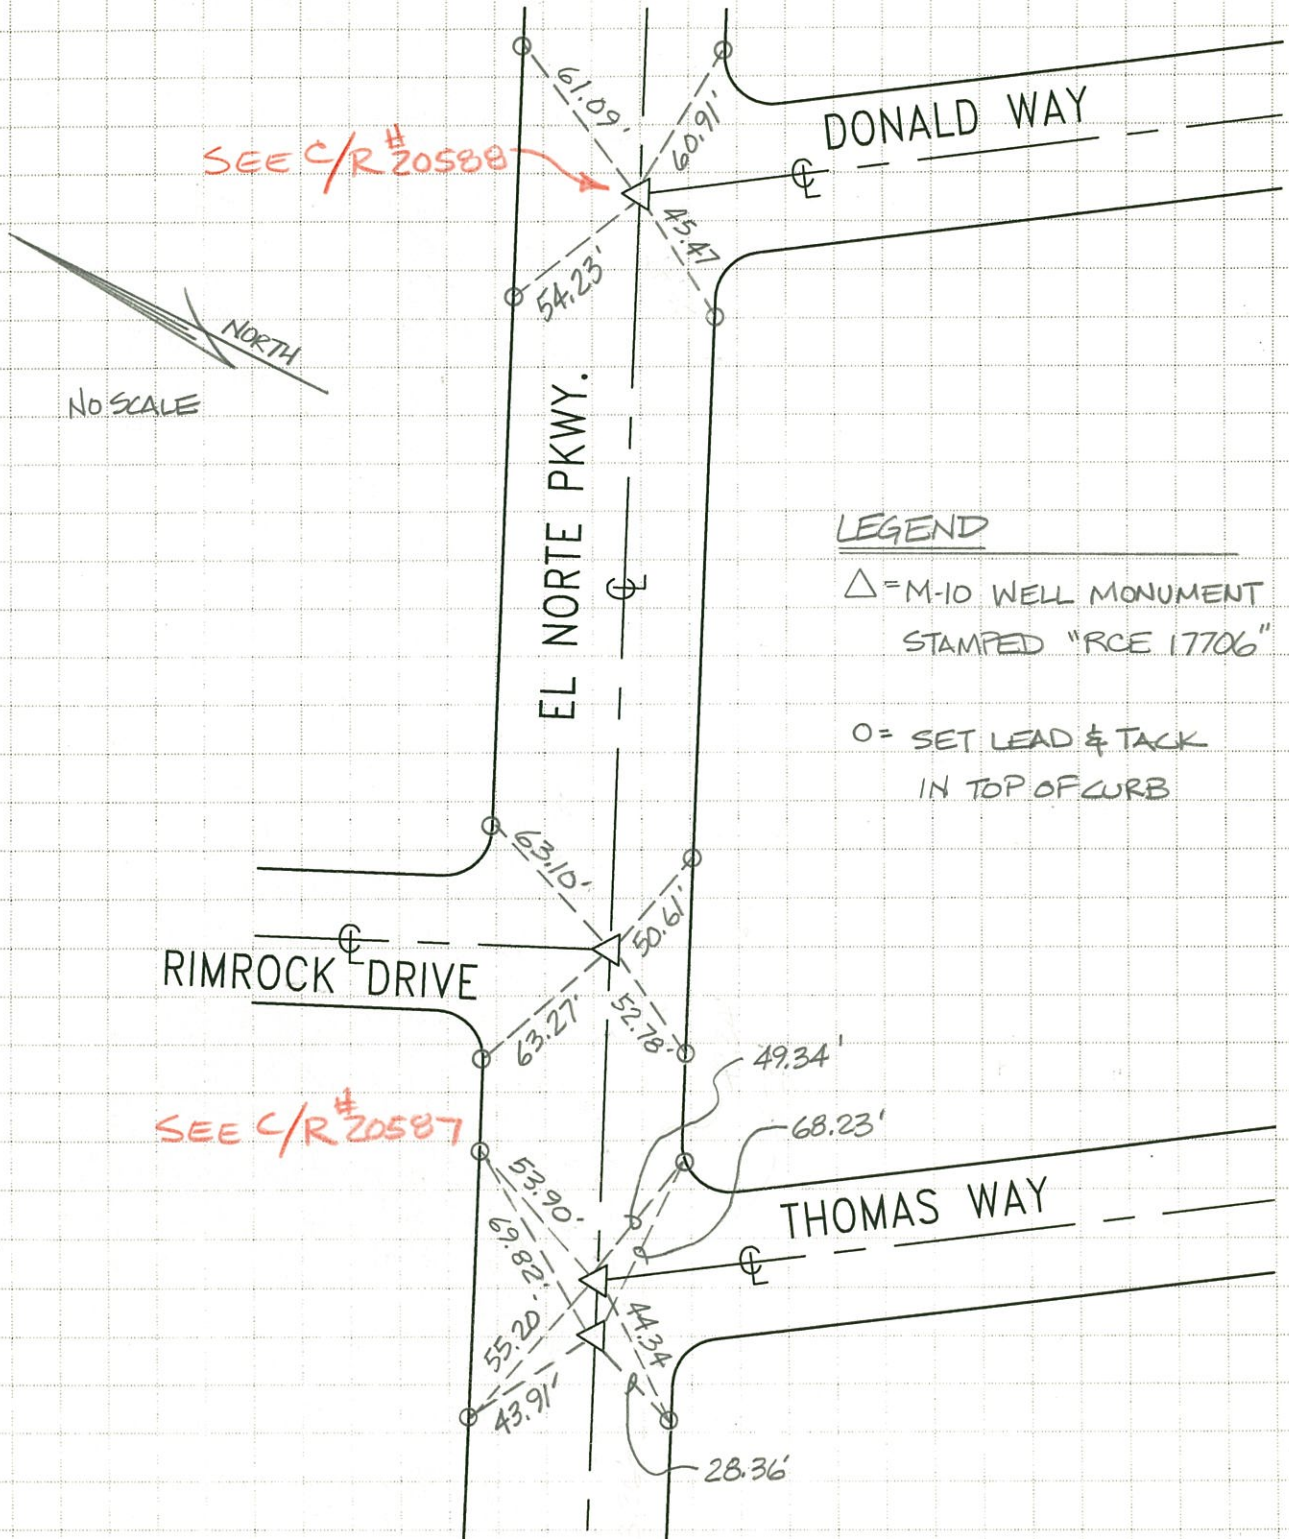 61.09'
60.91'
DONALD WAY
SEE C/R #20588
℄
45.47
54.23'
NORTH
NO SCALE
EL NORTE PKWY.
℄
LEGEND
△ = M-10 WELL MONUMENT
STAMPED "RCE 17706"
O = SET LEAD & TACK
IN TOP OF CURB
63.10'
50.61'
℄
RIMROCK DRIVE
63.27'
52.78'
49.34'
SEE C/R #20587
68.23'
53.90'
THOMAS WAY
69.82'
℄
55.20'
44.34
43.91'
28.36'